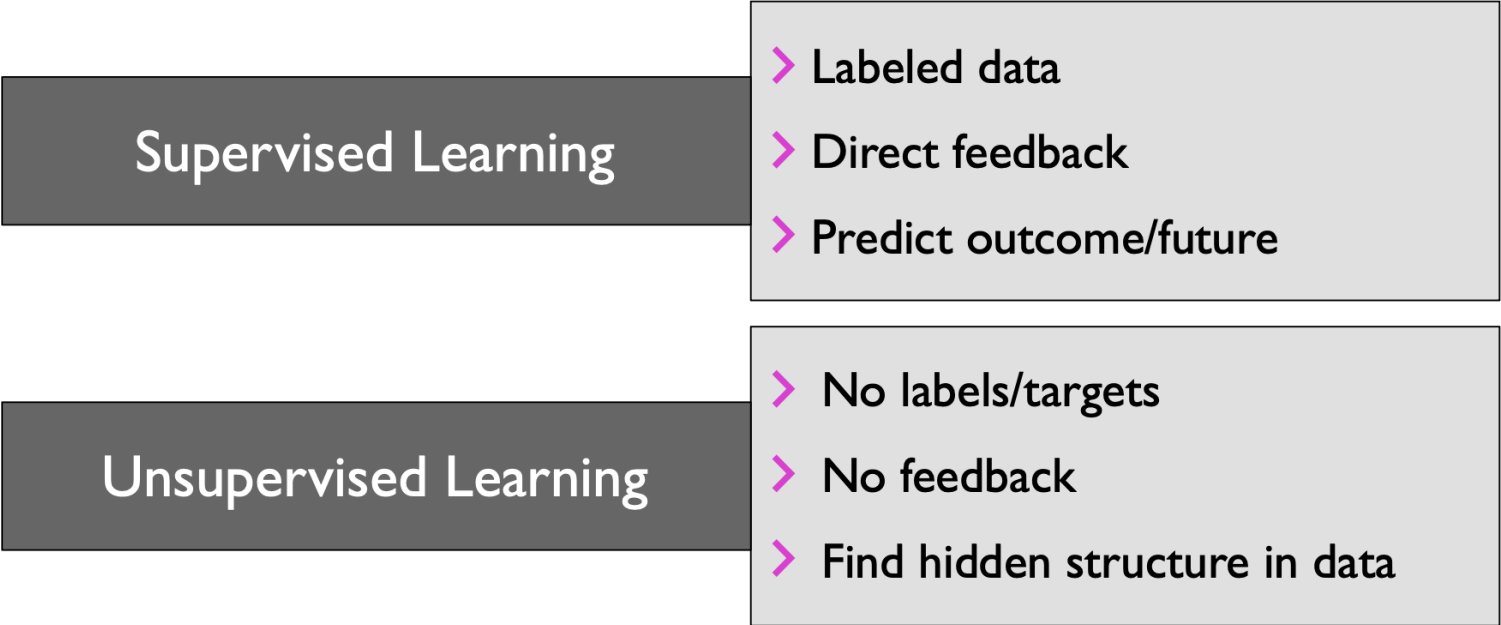 Supervised Learning
Labeled data
Direct feedback
Predict outcome/future
Unsupervised Learning
No labels/targets
No feedback
Find hidden structure in data